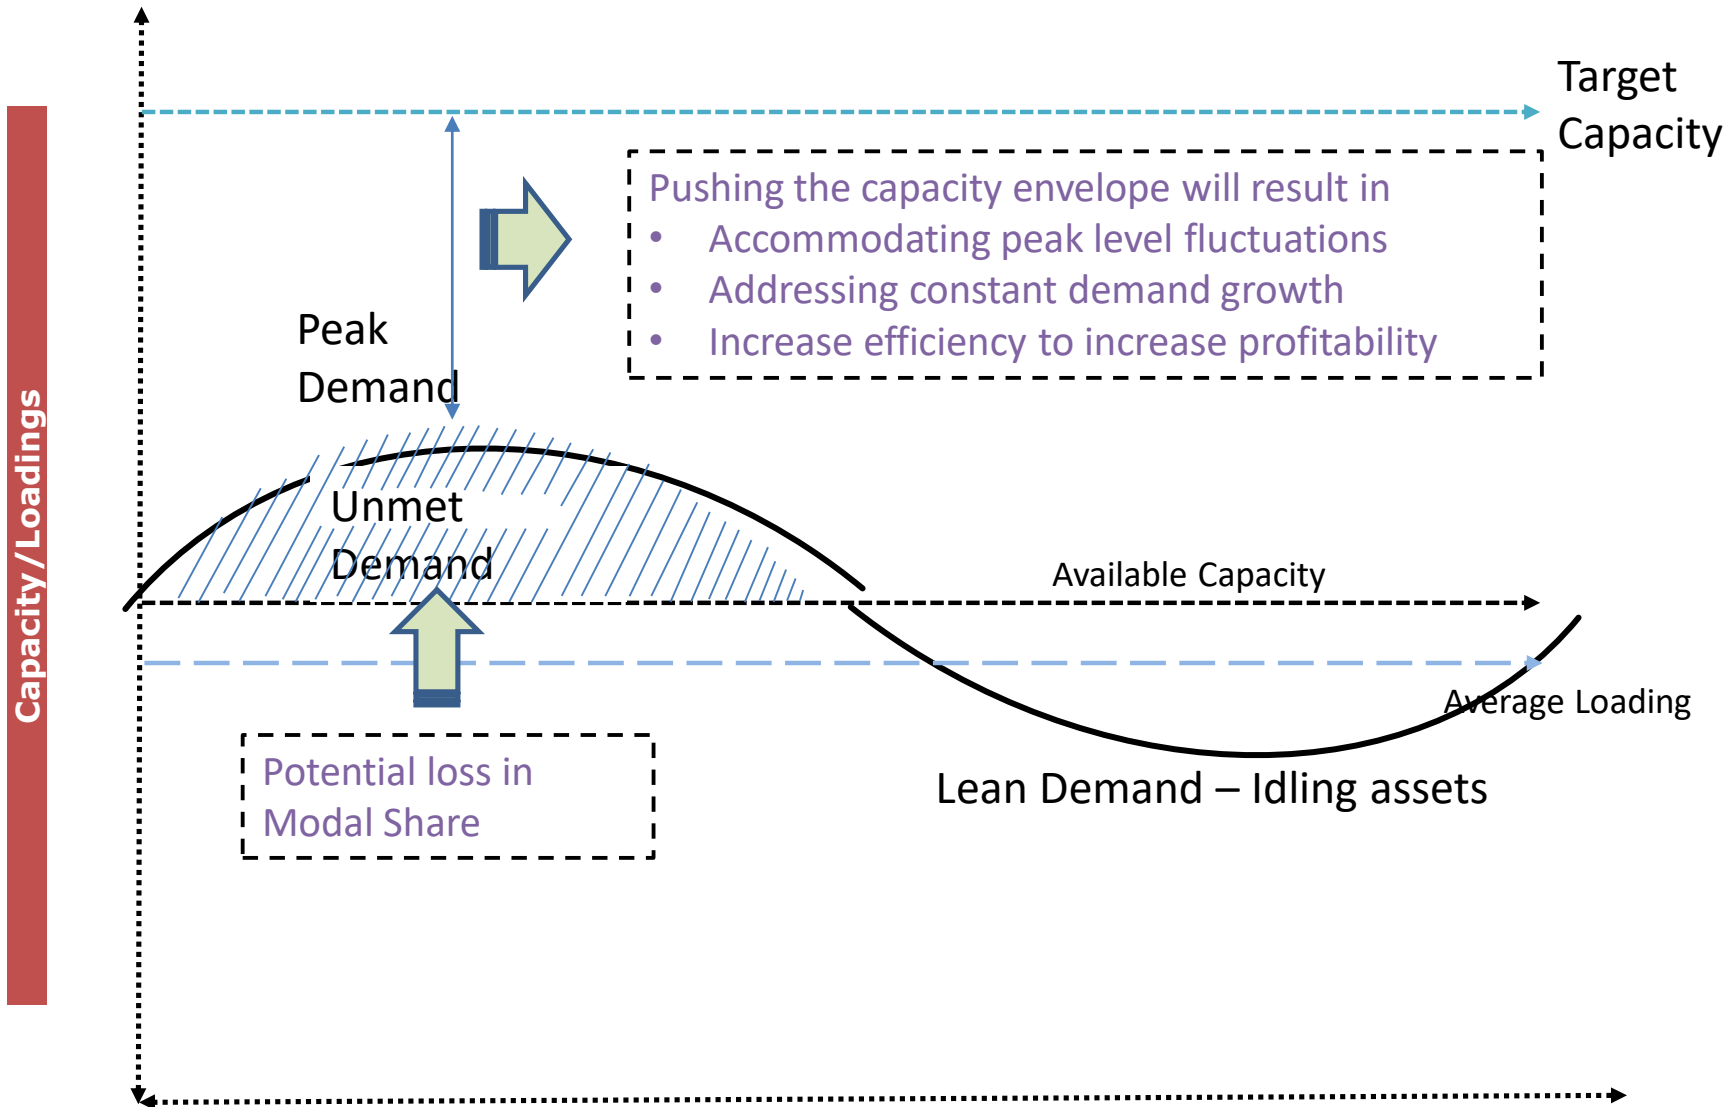 Target
Capacity
Pushing the capacity envelope will result in
• Accommodating peak level fluctuations
• Addressing constant demand growth
• Increase efficiency to increase profitability
Peak
Demand
Capacity/Loadings
Unmet
Demand
Available Capacity
Average Loading
Potential loss in
Modal Share
Lean Demand – Idling assets